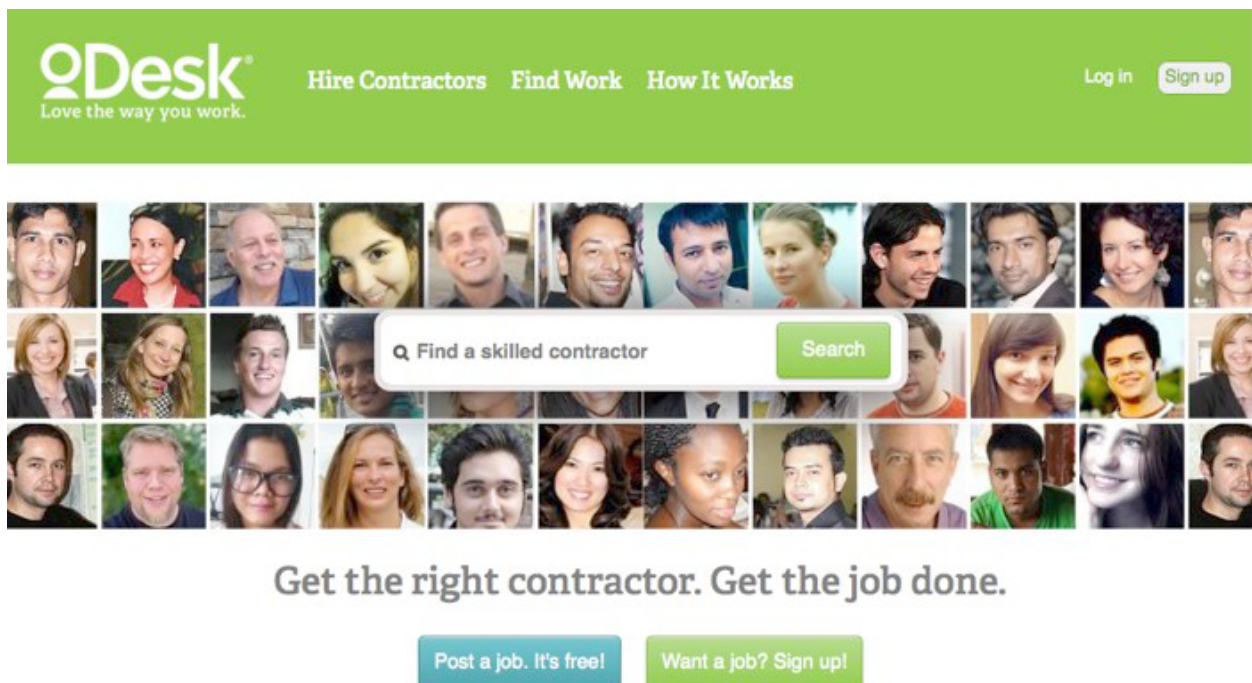 oDesk®
Love the way you work.
Hire Contractors Find Work How It Works
Log in Sign up
Find a skilled contractor Search
Get the right contractor. Get the job done.
Post a job. It's free! Want a job? Sign up!